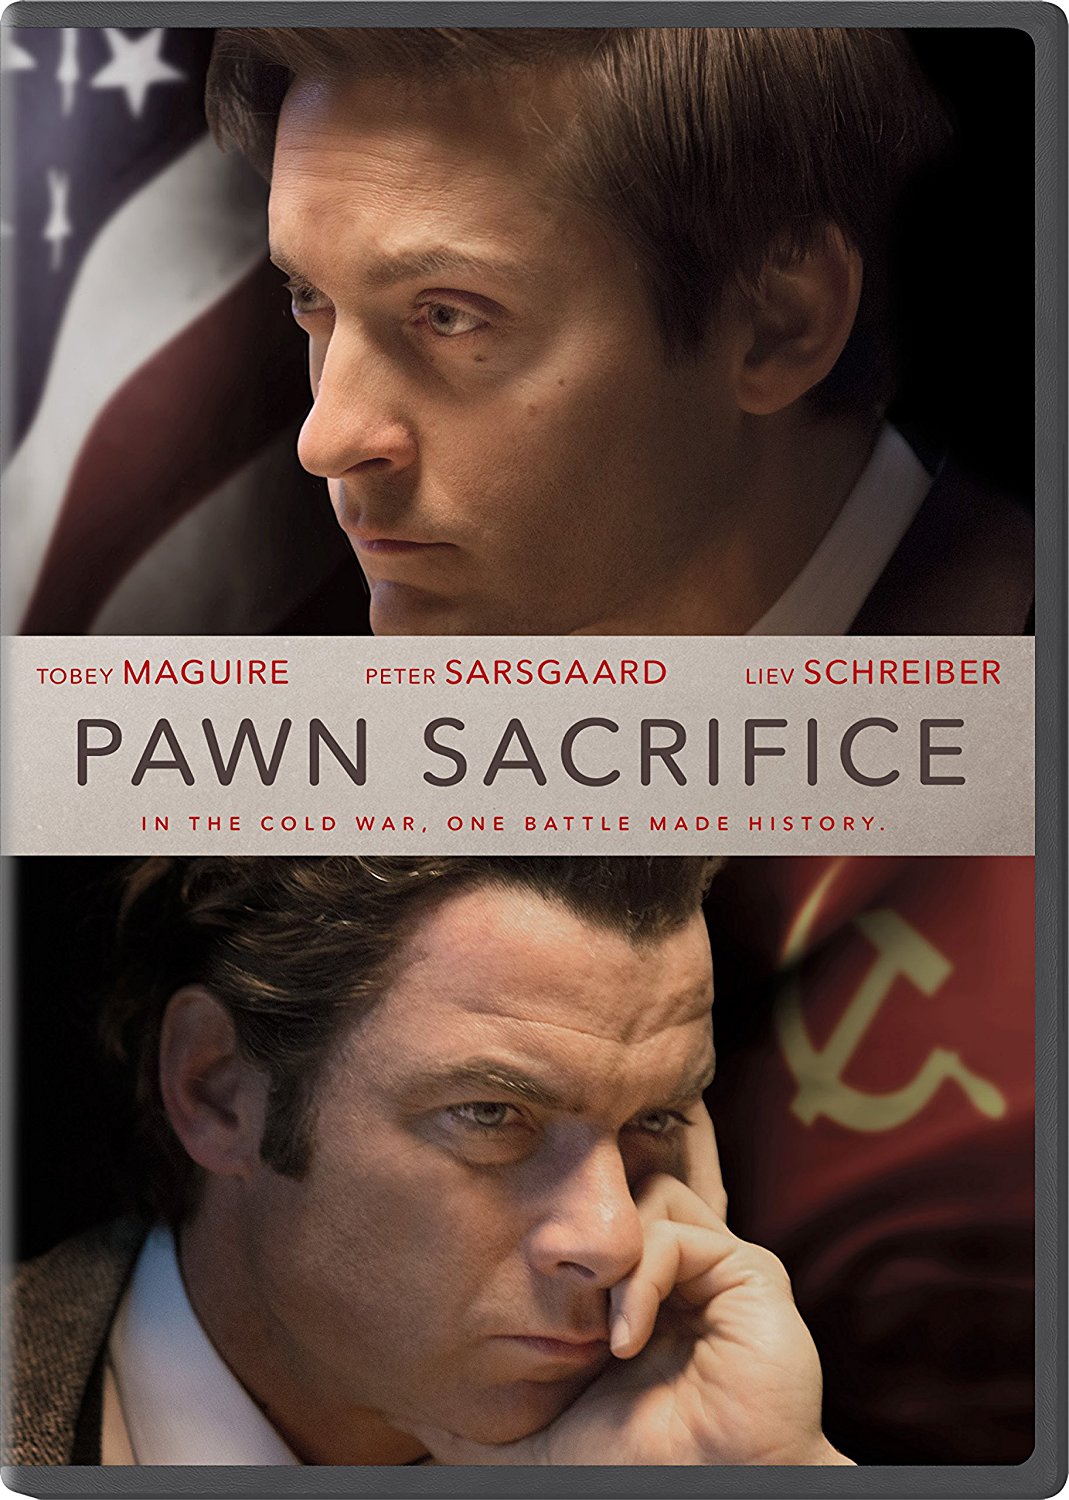 TOBEY MAGUIRE PETER SARSGAARD LIEV SCHREIBER
PAWN SACRIFICE
IN THE COLD WAR, ONE BATTLE MADE HISTORY.